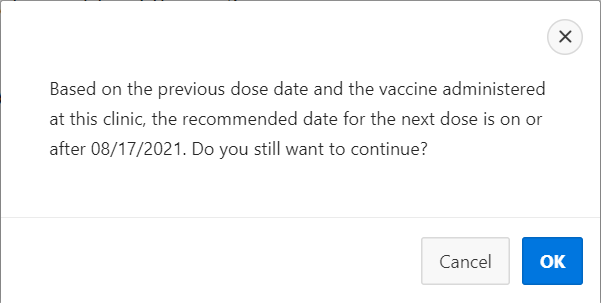 Based on the previous dose date and the vaccine administered
at this clinic, the recommended date for the next dose is on or
after 08/17/2021. Do you still want to continue?
Cancel
OK